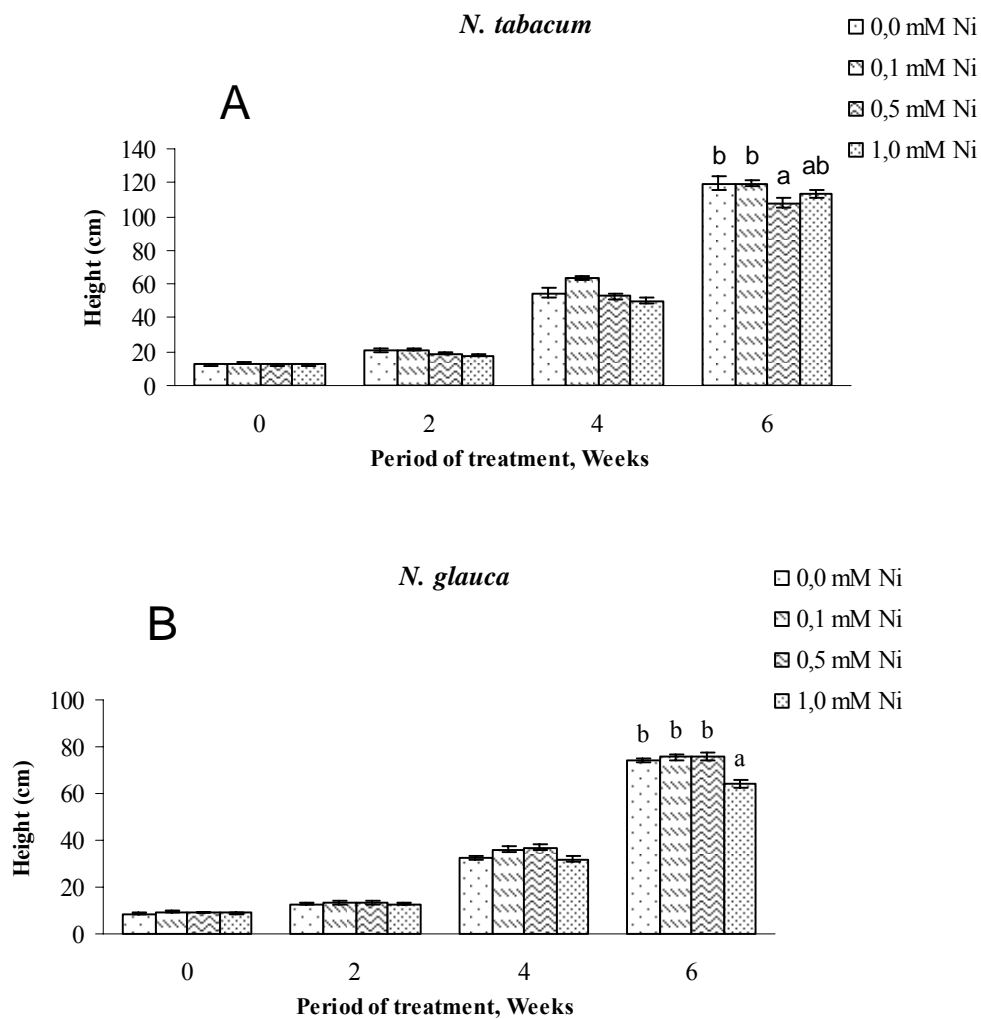 N. tabacum
0,0 mM Ni
0,1 mM Ni
0,5 mM Ni
1,0 mM Ni
A
Height (cm)
140
120
100
80
60
40
20
0
b b a ab
0 2 4 6
Period of treatment, Weeks
N. glauca
0,0 mM Ni
0,1 mM Ni
0,5 mM Ni
1,0 mM Ni
B
Height (cm)
100
80
60
40
20
0
b b b a
0 2 4 6
Period of treatment, Weeks